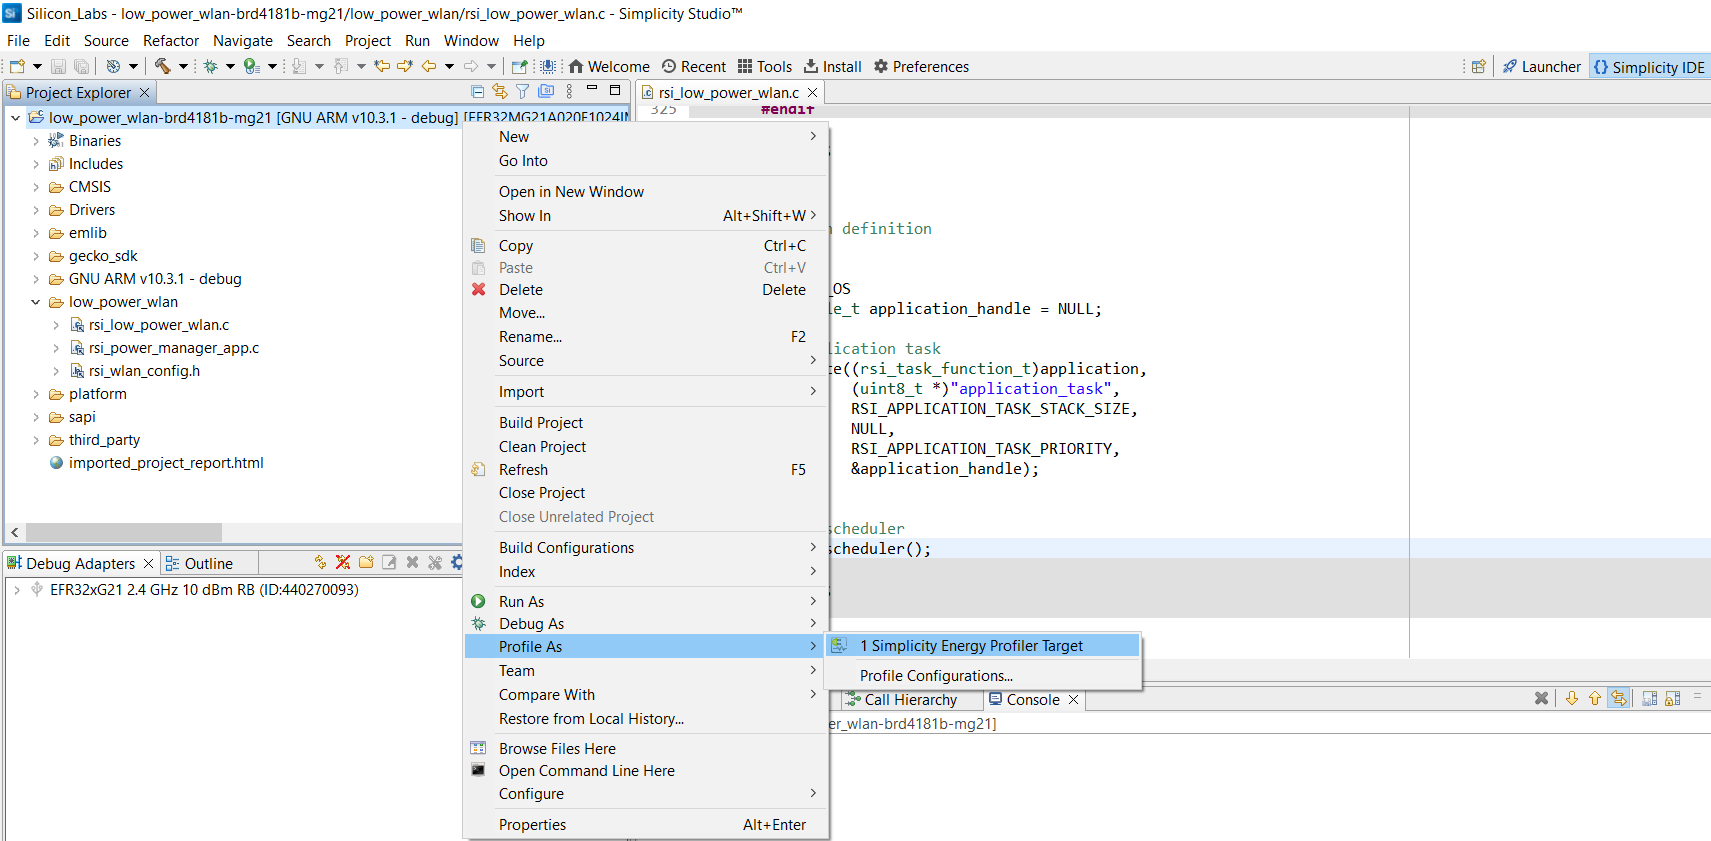 Silicon_Labs - low_power_wlan-brd4181b-mg21/low_power_wlan/rsi_low_power_wlan.c - Simplicity Studio™
File Edit Source Refactor Navigate Search Project Run Window Help
Welcome Recent Tools Install Preferences Launcher {} Simplicity IDE
Project Explorer
low_power_wlan-brd4181b-mg21 [GNU ARM v10.3.1 - debug] [EFR32MG21A020F1024IM
Binaries
Includes
CMSIS
Drivers
emlib
gecko_sdk
GNU ARM v10.3.1 - debug
low_power_wlan
rsi_low_power_wlan.c
rsi_power_manager_app.c
rsi_wlan_config.h
platform
sapi
third_party
imported_project_report.html
Debug Adapters Outline
EFR32xG21 2.4 GHz 10 dBm RB (ID:440270093)
New
Go Into
Open in New Window
Show In Alt+Shift+W
Copy Ctrl+C
Paste Ctrl+V
Delete Delete
Move...
Rename... F2
Source
Import
Build Project
Clean Project
Refresh F5
Close Project
Close Unrelated Project
Build Configurations
Index
Run As
Debug As
Profile As
Team
Compare With
Restore from Local History...
Browse Files Here
Open Command Line Here
Configure
Properties Alt+Enter
1 Simplicity Energy Profiler Target
Profile Configurations...
rsi_low_power_wlan.c
325 #endif
;
n definition
_OS
le_t application_handle = NULL;
lication task
te((rsi_task_function_t)application,
(uint8_t *)"application_task",
RSI_APPLICATION_TASK_STACK_SIZE,
NULL,
RSI_APPLICATION_TASK_PRIORITY,
&application_handle);
scheduler
scheduler();
;
Call Hierarchy Console
er_wlan-brd4181b-mg21]